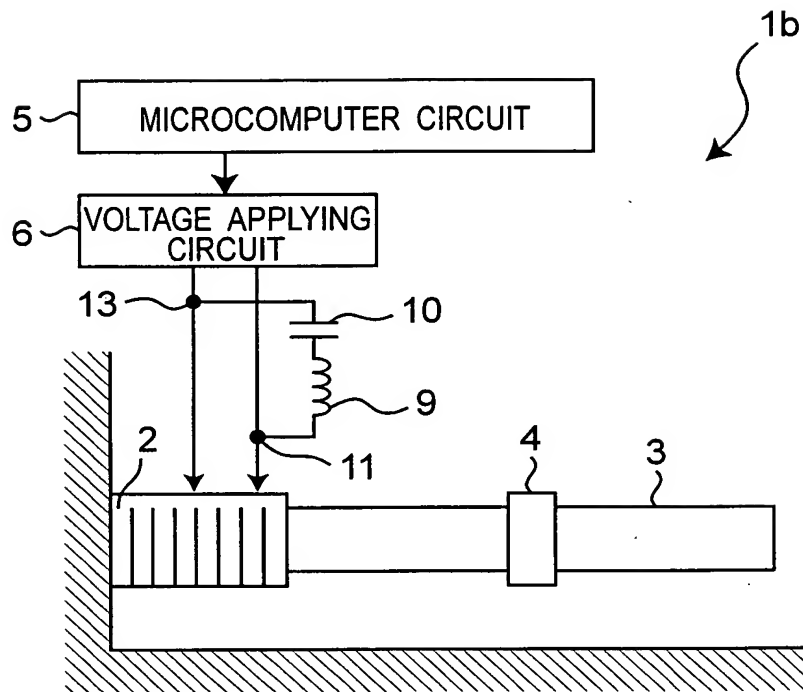 1b
5
MICROCOMPUTER CIRCUIT
6
VOLTAGE APPLYING
CIRCUIT
13
10
9
2
11
4
3